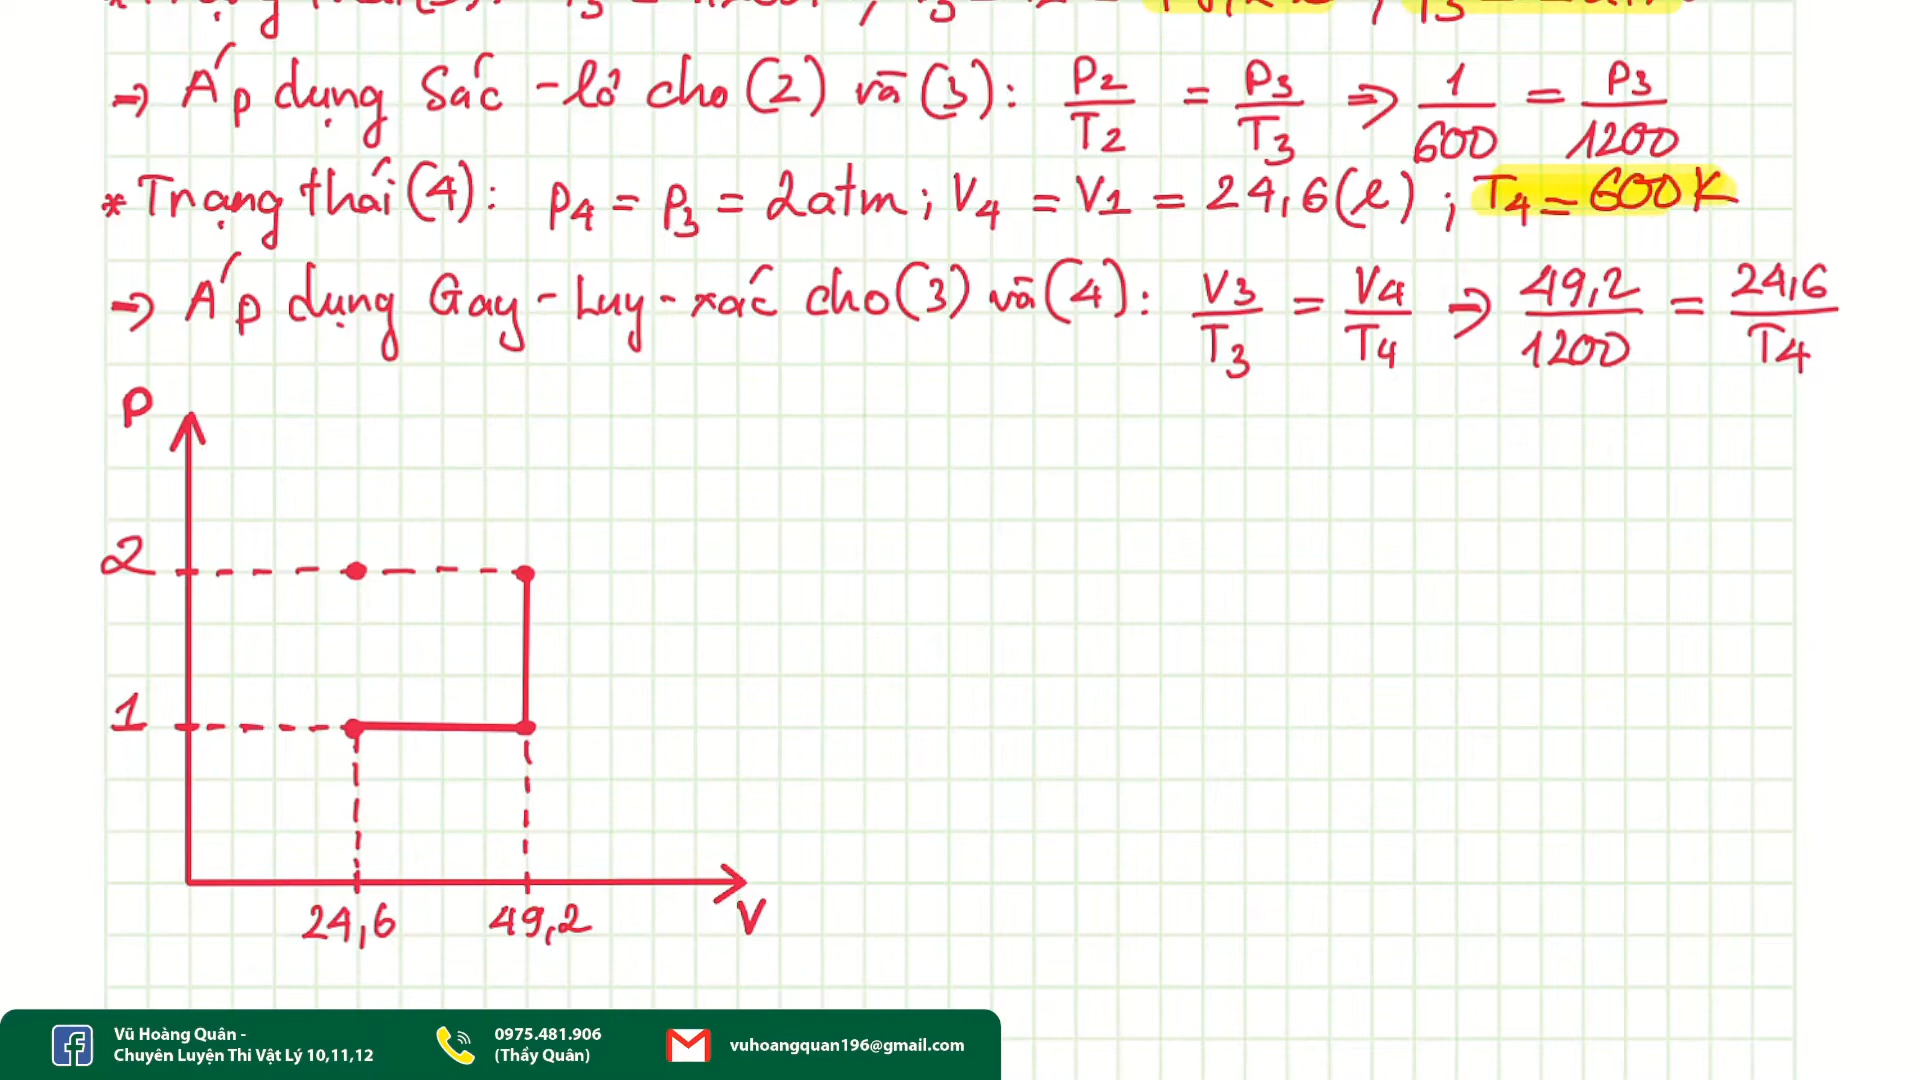 => Áp dụng Sác-lơ cho (2) và (3): P2/T2 = P3/T3 => 1/600 = P3/1200
* Trạng thái (4): P4 = P3 = 2atm ; V4 = V1 = 24,6 (l) ; T4 = 600K
=> Áp dụng Gay-Luy-xác cho (3) và (4): V3/T3 = V4/T4 => 49,2/1200 = 24,6/T4
P
2
1
24,6 49,2 V
Vũ Hoàng Quân -
Chuyên Luyện Thi Vật Lý 10,11,12
0975.481.906
(Thầy Quân)
vuhoangquan196@gmail.com